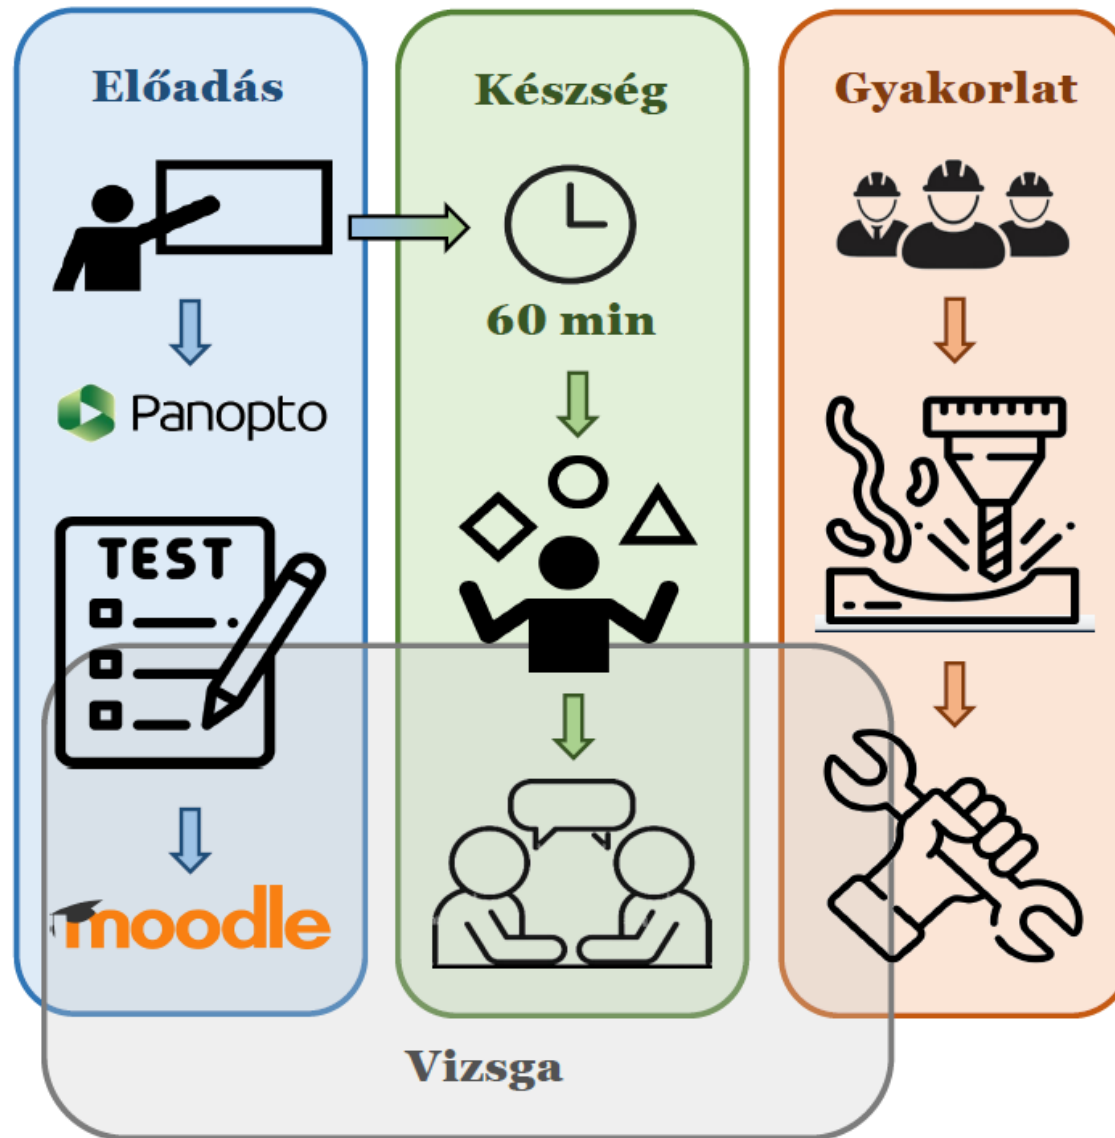 Előadás
Készség
Gyakorlat
60 min
Panopto
TEST
moodle
Vizsga